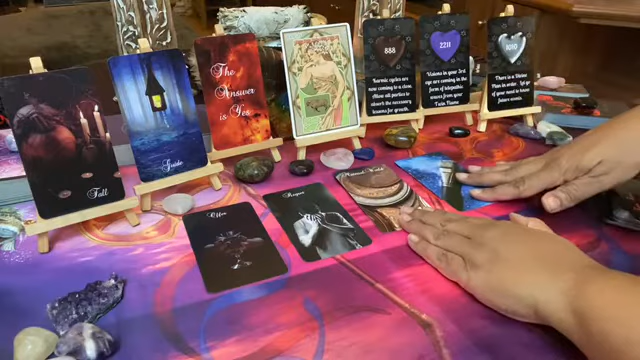 Fall
Guide
The
Answer
is Yes
888
Karmic cycles are
now coming to a close.
Allow all parties to
absorb the necessary
lessons for growth.
2211
Visions in your 3rd
eye are coming in the
form of telepathic
waves from your
Twin Flame
1010
There is a Divine
Plan in order. Let go
of your need to know
future events.
Offer